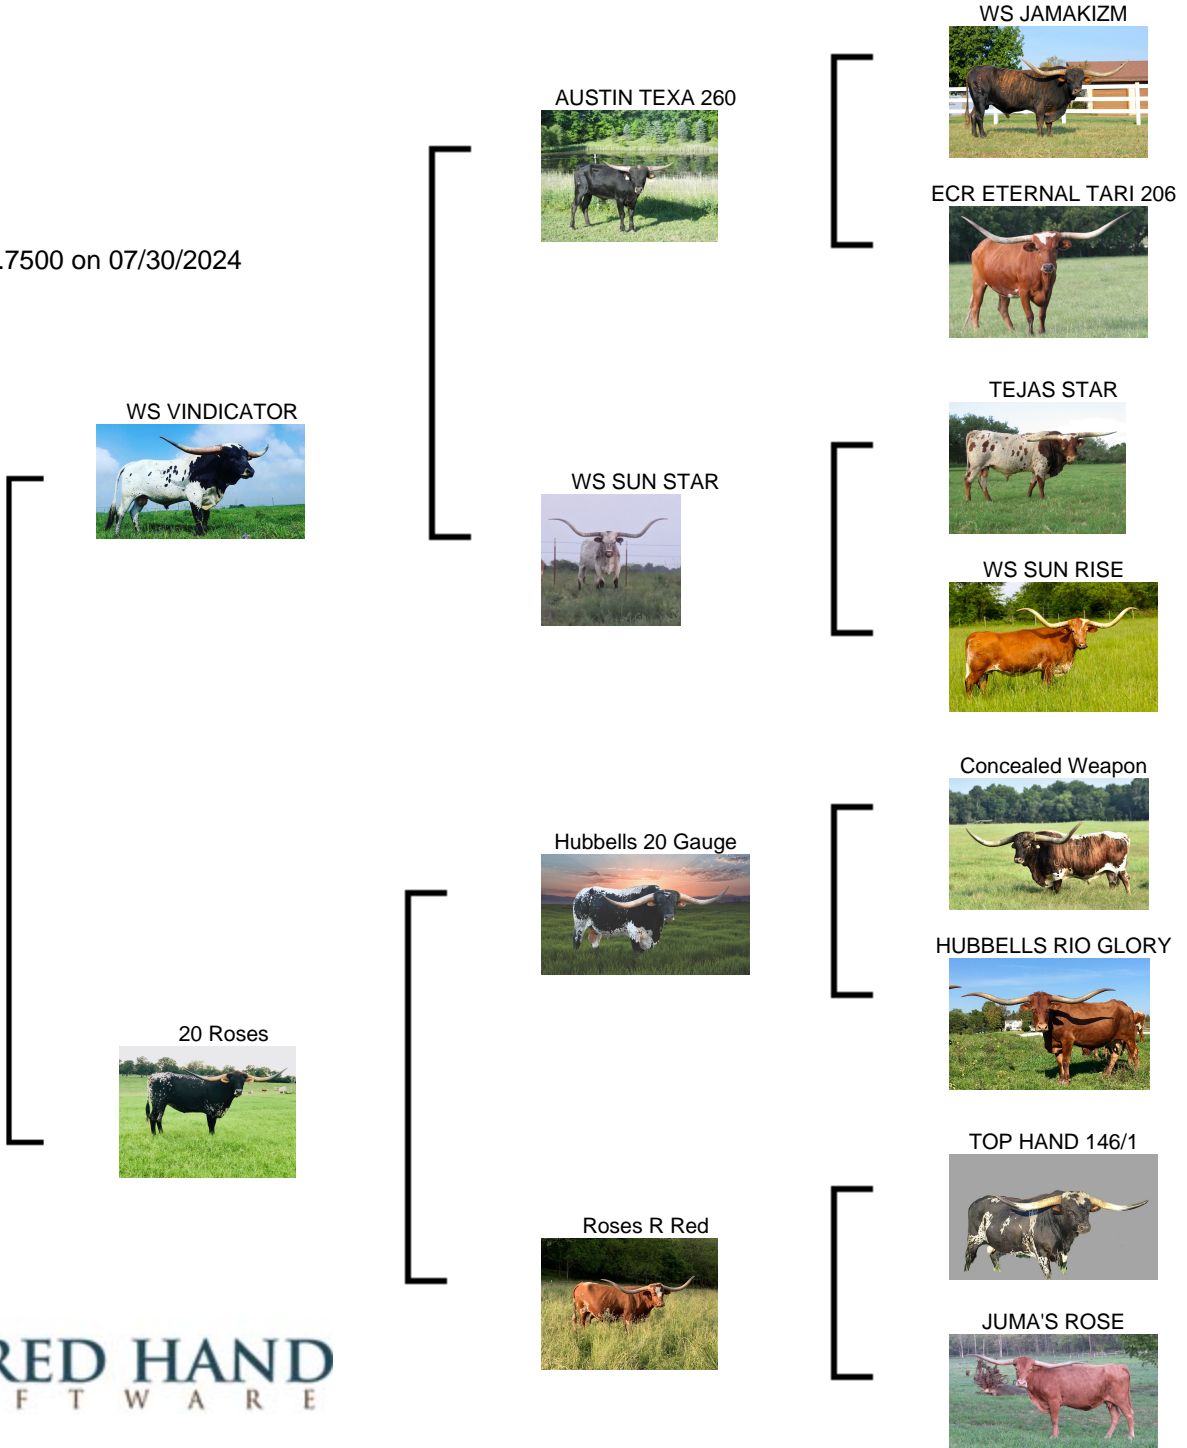 WS JAMAKIZM
AUSTIN TEXA 260
ECR ETERNAL TARI 206
.7500 on 07/30/2024
TEJAS STAR
WS VINDICATOR
WS SUN STAR
WS SUN RISE
Concealed Weapon
Hubbells 20 Gauge
HUBBELLS RIO GLORY
20 Roses
TOP HAND 146/1
Roses R Red
JUMA'S ROSE
RED HAND
F T W A R E